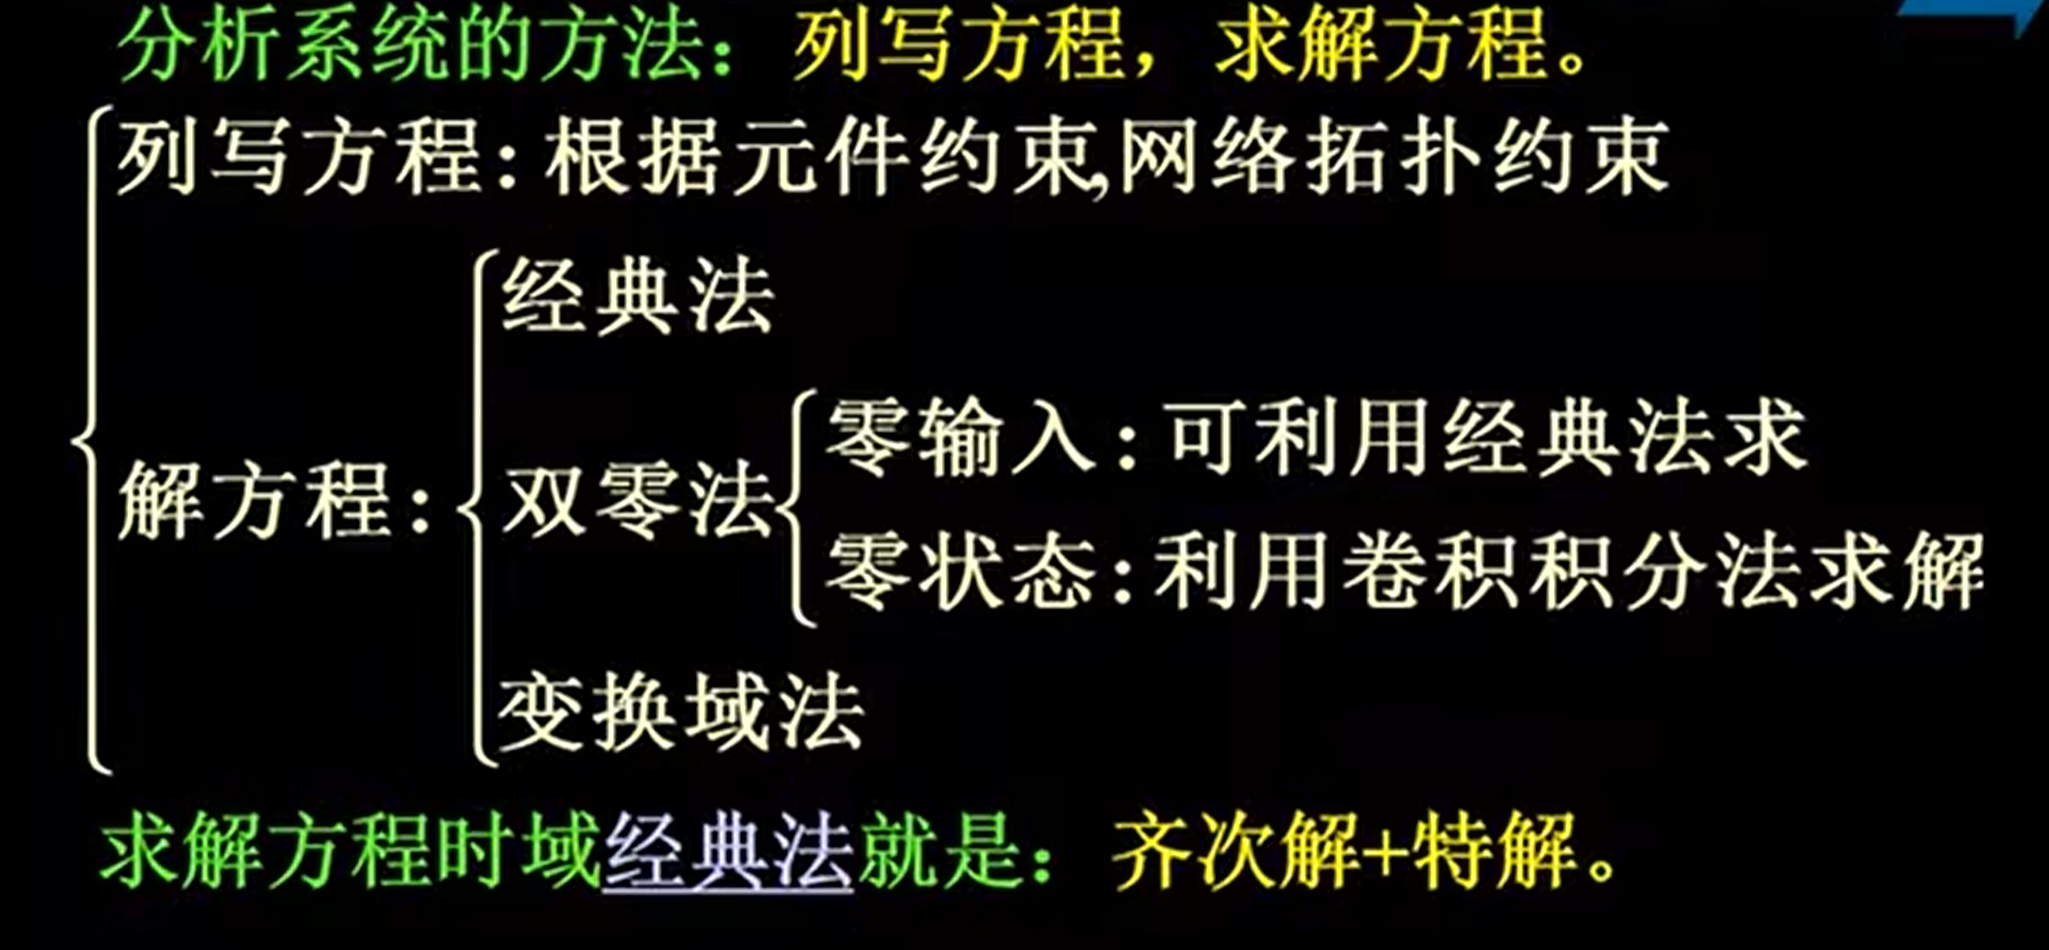 分析系统的方法：列写方程，求解方程。
列写方程:根据元件约束,网络拓扑约束
经典法
零输入:可利用经典法求
解方程:双零法
零状态:利用卷积积分法求解
变换域法
求解方程时域经典法就是：齐次解+特解。